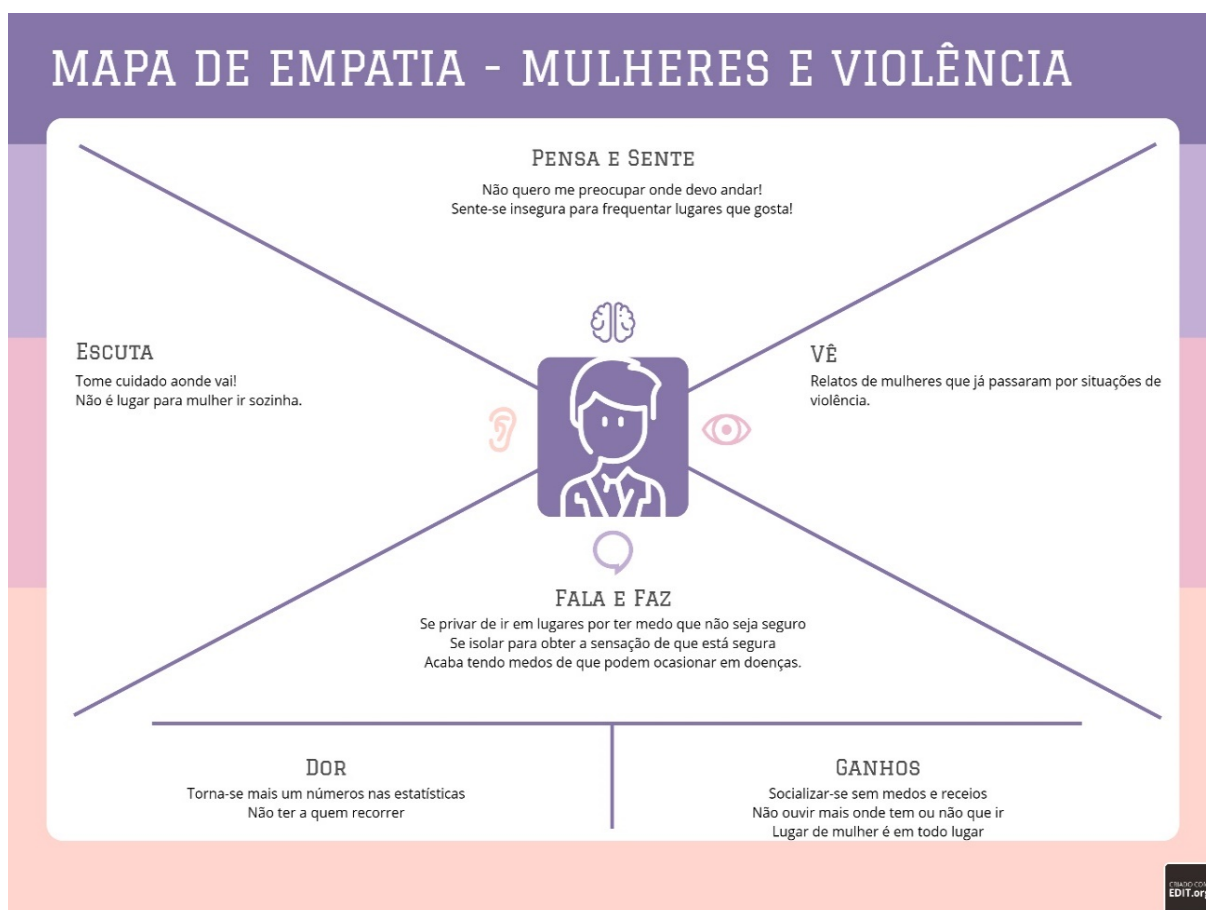 MAPA DE EMPATIA - MULHERES E VIOLÊNCIA
PENSA E SENTE
Não quero me preocupar onde devo andar!
Sente-se insegura para frequentar lugares que gosta!
ESCUTA
Tome cuidado aonde vai!
Não é lugar para mulher ir sozinha.
VÊ
Relatos de mulheres que já passaram por situações de
violência.
FALA E FAZ
Se privar de ir em lugares por ter medo que não seja seguro
Se isolar para obter a sensação de que está segura
Acaba tendo medos de que podem ocasionar em doenças.
DOR
Torna-se mais um números nas estatísticas
Não ter a quem recorrer
GANHOS
Socializar-se sem medos e receios
Não ouvir mais onde tem ou não que ir
Lugar de mulher é em todo lugar
CRIADO COM
EDIT.org